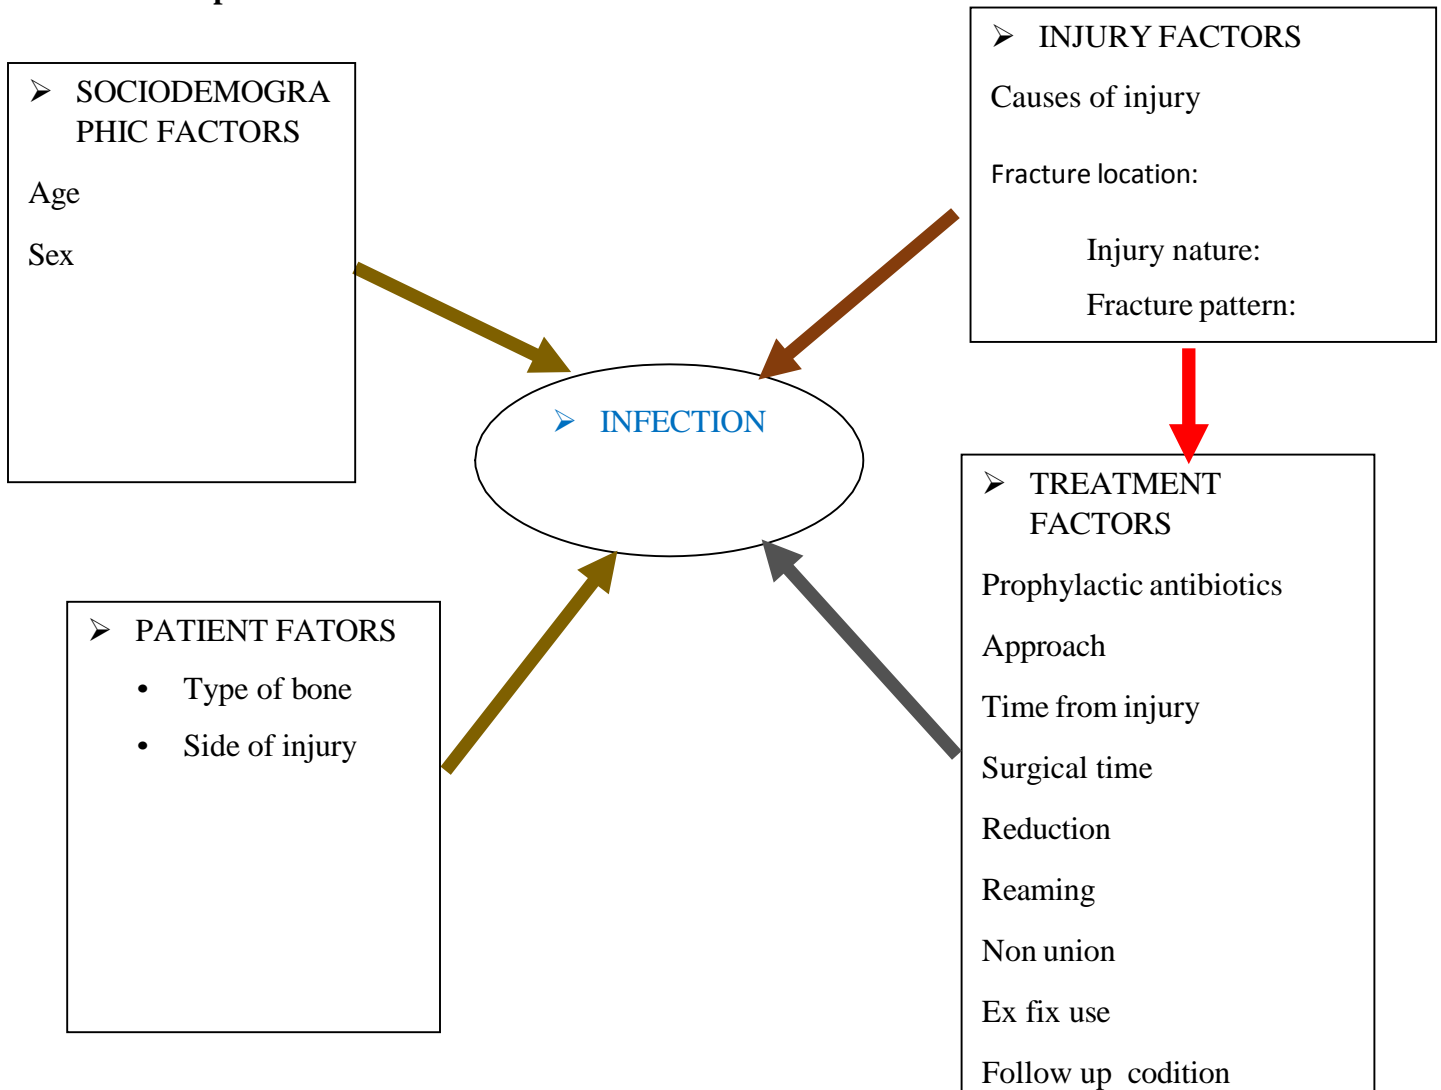 ➢ INJURY FACTORS
Causes of injury
Fracture location:
Injury nature:
Fracture pattern:
➢ SOCIODEMOGRA
PHIC FACTORS
Age
Sex
➢ INFECTION
➢ TREATMENT
FACTORS
Prophylactic antibiotics
Approach
Time from injury
Surgical time
Reduction
Reaming
Non union
Ex fix use
Follow up codition
➢ PATIENT FATORS
• Type of bone
• Side of injury